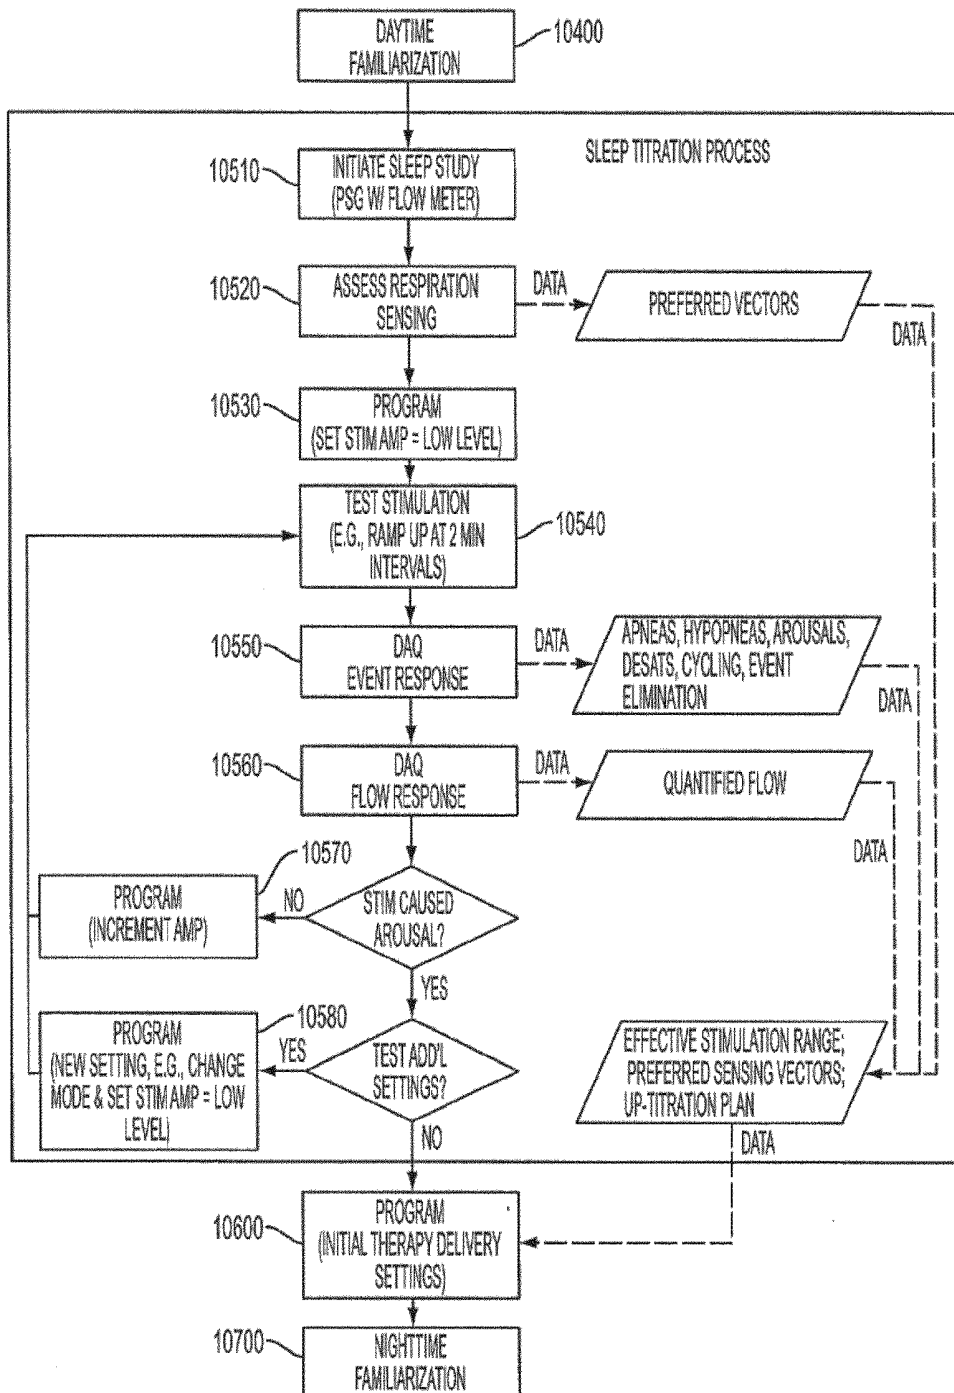 DAYTIME
FAMILIARIZATION
10400
SLEEP TITRATION PROCESS
10510
INITIATE SLEEP STUDY
(PSG W/ FLOW METER)
10520
ASSESS RESPIRATION
SENSING
DATA
PREFERRED VECTORS
DATA
10530
PROGRAM
(SET STIM AMP = LOW LEVEL)
TEST STIMULATION
(E.G., RAMP UP AT 2 MIN
INTERVALS)
10540
10550
DAQ
EVENT RESPONSE
DATA
APNEAS, HYPOPNEAS, AROUSALS,
DESATS, CYCLING, EVENT
ELIMINATION
DATA
10560
DAQ
FLOW RESPONSE
DATA
QUANTIFIED FLOW
DATA
10570
PROGRAM
(INCREMENT AMP)
NO
STIM CAUSED
AROUSAL?
YES
10580
PROGRAM
(NEW SETTING, E.G., CHANGE
MODE & SET STIM AMP = LOW
LEVEL)
YES
TEST ADD'L
SETTINGS?
NO
EFFECTIVE STIMULATION RANGE;
PREFERRED SENSING VECTORS;
UP-TITRATION PLAN
DATA
10600
PROGRAM
(INITIAL THERAPY DELIVERY
SETTINGS)
10700
NIGHTTIME
FAMILIARIZATION